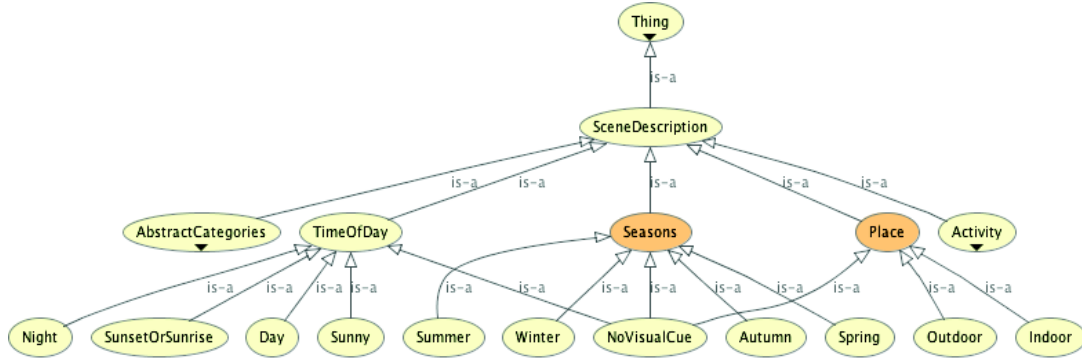 Thing
is-a
SceneDescription
is-a is-a is-a is-a is-a
AbstractCategories TimeOfDay Seasons Place Activity
is-a is-a is-a is-a is-a is-a is-a is-a is-a is-a is-a is-a is-a
Night SunsetOrSunrise Day Sunny Summer Winter NoVisualCue Autumn Spring Outdoor Indoor